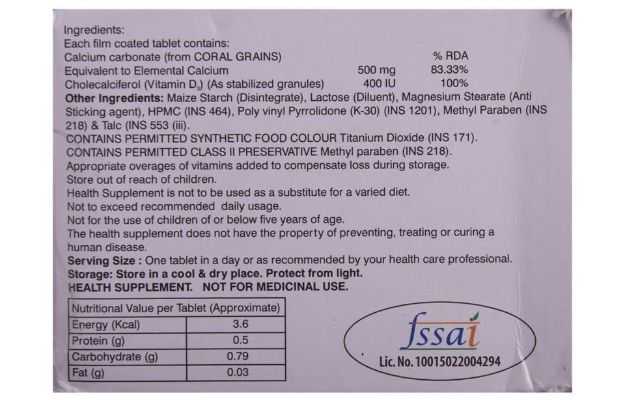 Ingredients:
Each film coated tablet contains:
Calcium carbonate (from CORAL GRAINS) % RDA
Equivalent to Elemental Calcium 500 mg 83.33%
Cholecalciferol (Vitamin D₃) (As stabilized granules) 400 IU 100%
Other Ingredients: Maize Starch (Disintegrate), Lactose (Diluent), Magnesium Stearate (Anti
Sticking agent), HPMC (INS 464), Poly vinyl Pyrrolidone (K-30) (INS 1201), Methyl Paraben (INS
218) & Talc (INS 553 (iii).
CONTAINS PERMITTED SYNTHETIC FOOD COLOUR Titanium Dioxide (INS 171).
CONTAINS PERMITTED CLASS II PRESERVATIVE Methyl paraben (INS 218).
Appropriate overages of vitamins added to compensate loss during storage.
Store out of reach of children.
Health Supplement is not to be used as a substitute for a varied diet.
Not to exceed recommended daily usage.
Not for the use of children of or below five years of age.
The health supplement does not have the property of preventing, treating or curing a
human disease.
Serving Size : One tablet in a day or as recommended by your health care professional.
Storage: Store in a cool & dry place. Protect from light.
HEALTH SUPPLEMENT. NOT FOR MEDICINAL USE.
Nutritional Value per Tablet (Approximate)
Energy (Kcal) 3.6
Protein (g) 0.5
Carbohydrate (g) 0.79
Fat (g) 0.03
fssai
Lic. No. 10015022004294